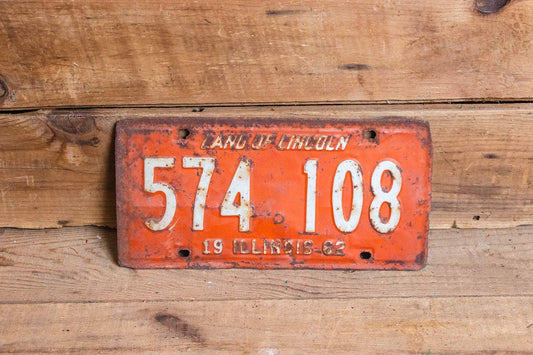 LAND OF LINCOLN
574 108
19 ILLINOIS-62